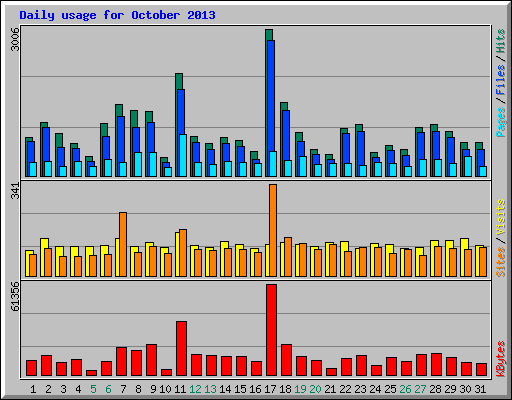 Daily usage for October 2013
3006
Pages / Files / Hits
341
Sites / Visits
61356
KBytes
1 2 3 4 5 6 7 8 9 10 11 12 13 14 15 16 17 18 19 20 21 22 23 24 25 26 27 28 29 30 31